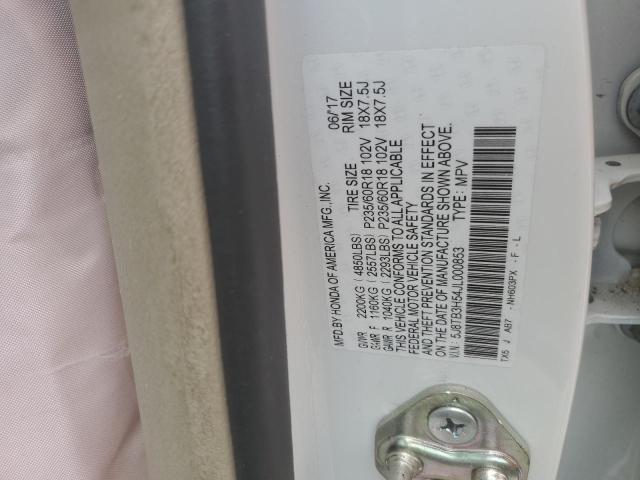 MFD.BY HONDA OF AMERICA MFG.,INC. 06/'17
TIRE SIZE RIM SIZE
GVWR 2200KG (4850LBS)
GAWR F 1160KG (2557LBS) P235/60R18 102V 18X7.5J
GAWR R 1040KG (2293LBS) P235/60R18 102V 18X7.5J
THIS VEHICLE CONFORMS TO ALL APPLICABLE
FEDERAL MOTOR VEHICLE SAFETY
AND THEFT PREVENTION STANDARDS IN EFFECT
ON THE DATE OF MANUFACTURE SHOWN ABOVE.
V.I.N.: 5J8TB3H54JL000853 TYPE: MPV
TX5 J AB7 - NH603PX - F - L